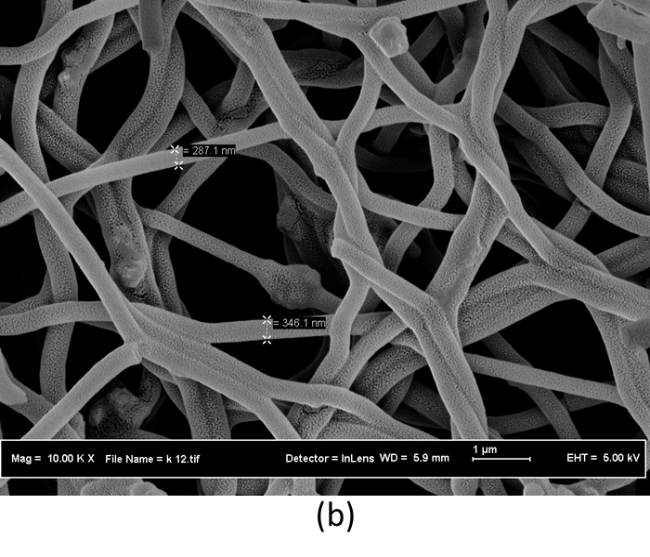 = 287.1 nm
= 346.1 nm
Mag = 10.00 K X File Name = k 12.tif Detector = InLens WD = 5.9 mm 1 µm EHT = 5.00 kV
(b)